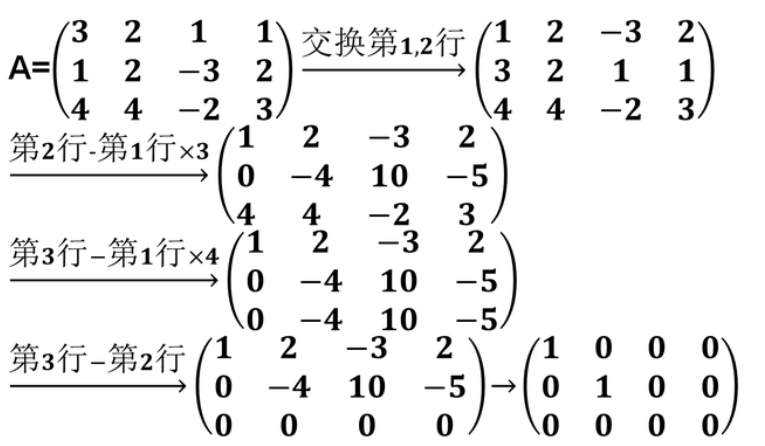 A=(3 2 1 1
1 2 −3 2
4 4 −2 3)
交换第1,2行
(1 2 −3 2
3 2 1 1
4 4 −2 3)
第2行-第1行×3
(1 2 −3 2
0 −4 10 −5
4 4 −2 3)
第3行−第1行×4
(1 2 −3 2
0 −4 10 −5
0 −4 10 −5)
第3行−第2行
(1 2 −3 2
0 −4 10 −5
0 0 0 0)
→
(1 0 0 0
0 1 0 0
0 0 0 0)